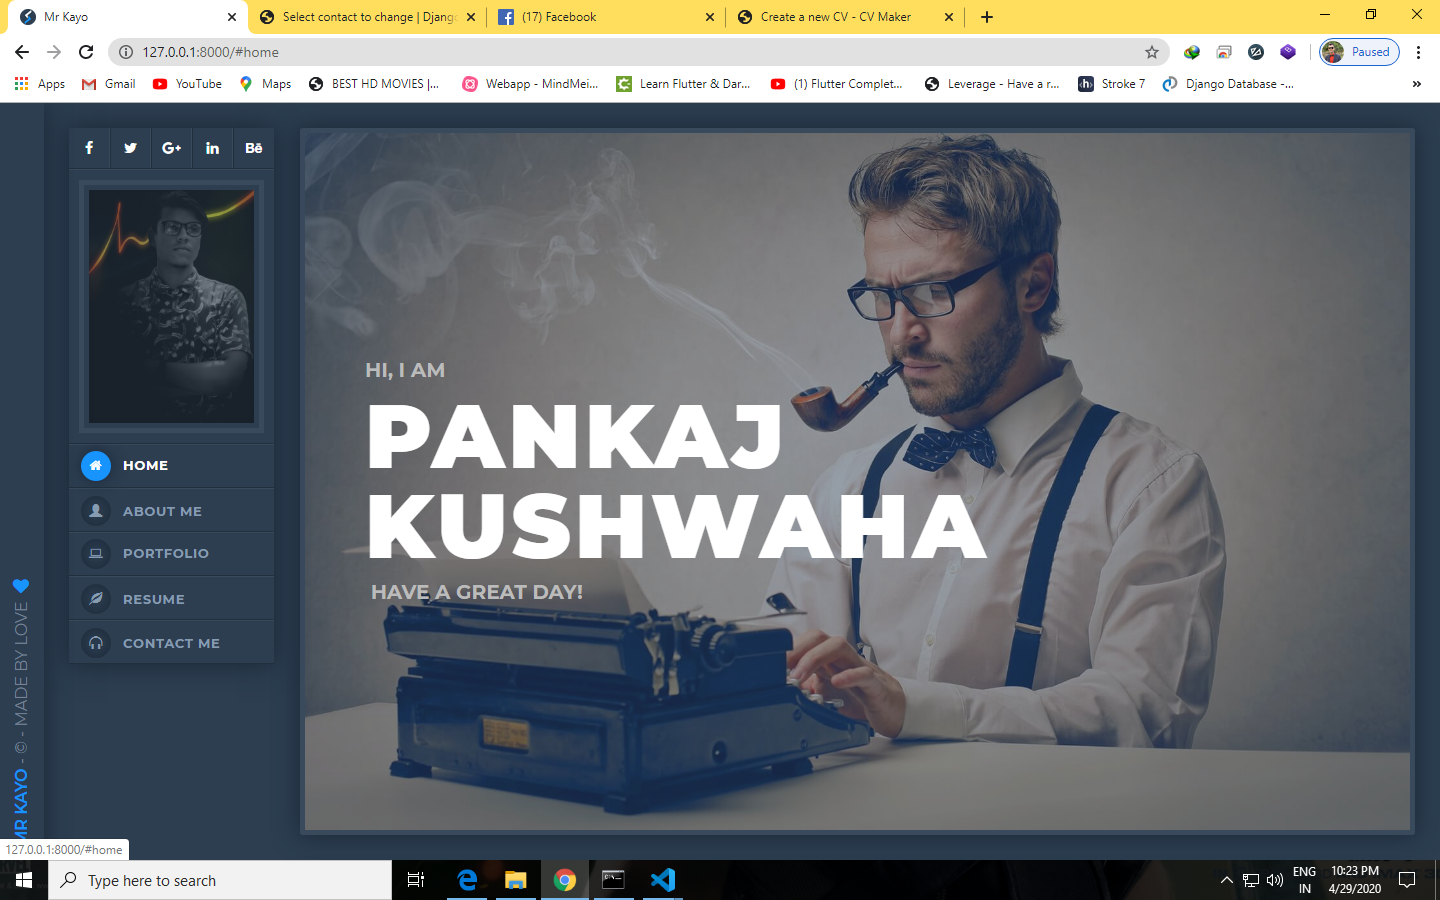 Mr Kayo
Select contact to change | Django
(17) Facebook
Create a new CV - CV Maker
127.0.0.1:8000/#home
Paused
Apps
Gmail
YouTube
Maps
BEST HD MOVIES |...
Webapp - MindMei...
Learn Flutter & Dar...
(1) Flutter Complet...
Leverage - Have a r...
Stroke 7
Django Database -...
»
f
G+
in
Bē
HI, I AM
PANKAJ
KUSHWAHA
HAVE A GREAT DAY!
HOME
ABOUT ME
PORTFOLIO
RESUME
CONTACT ME
MR KAYO - © - MADE BY LOVE
127.0.0.1:8000/#home
Type here to search
ENG
IN
10:23 PM
4/29/2020